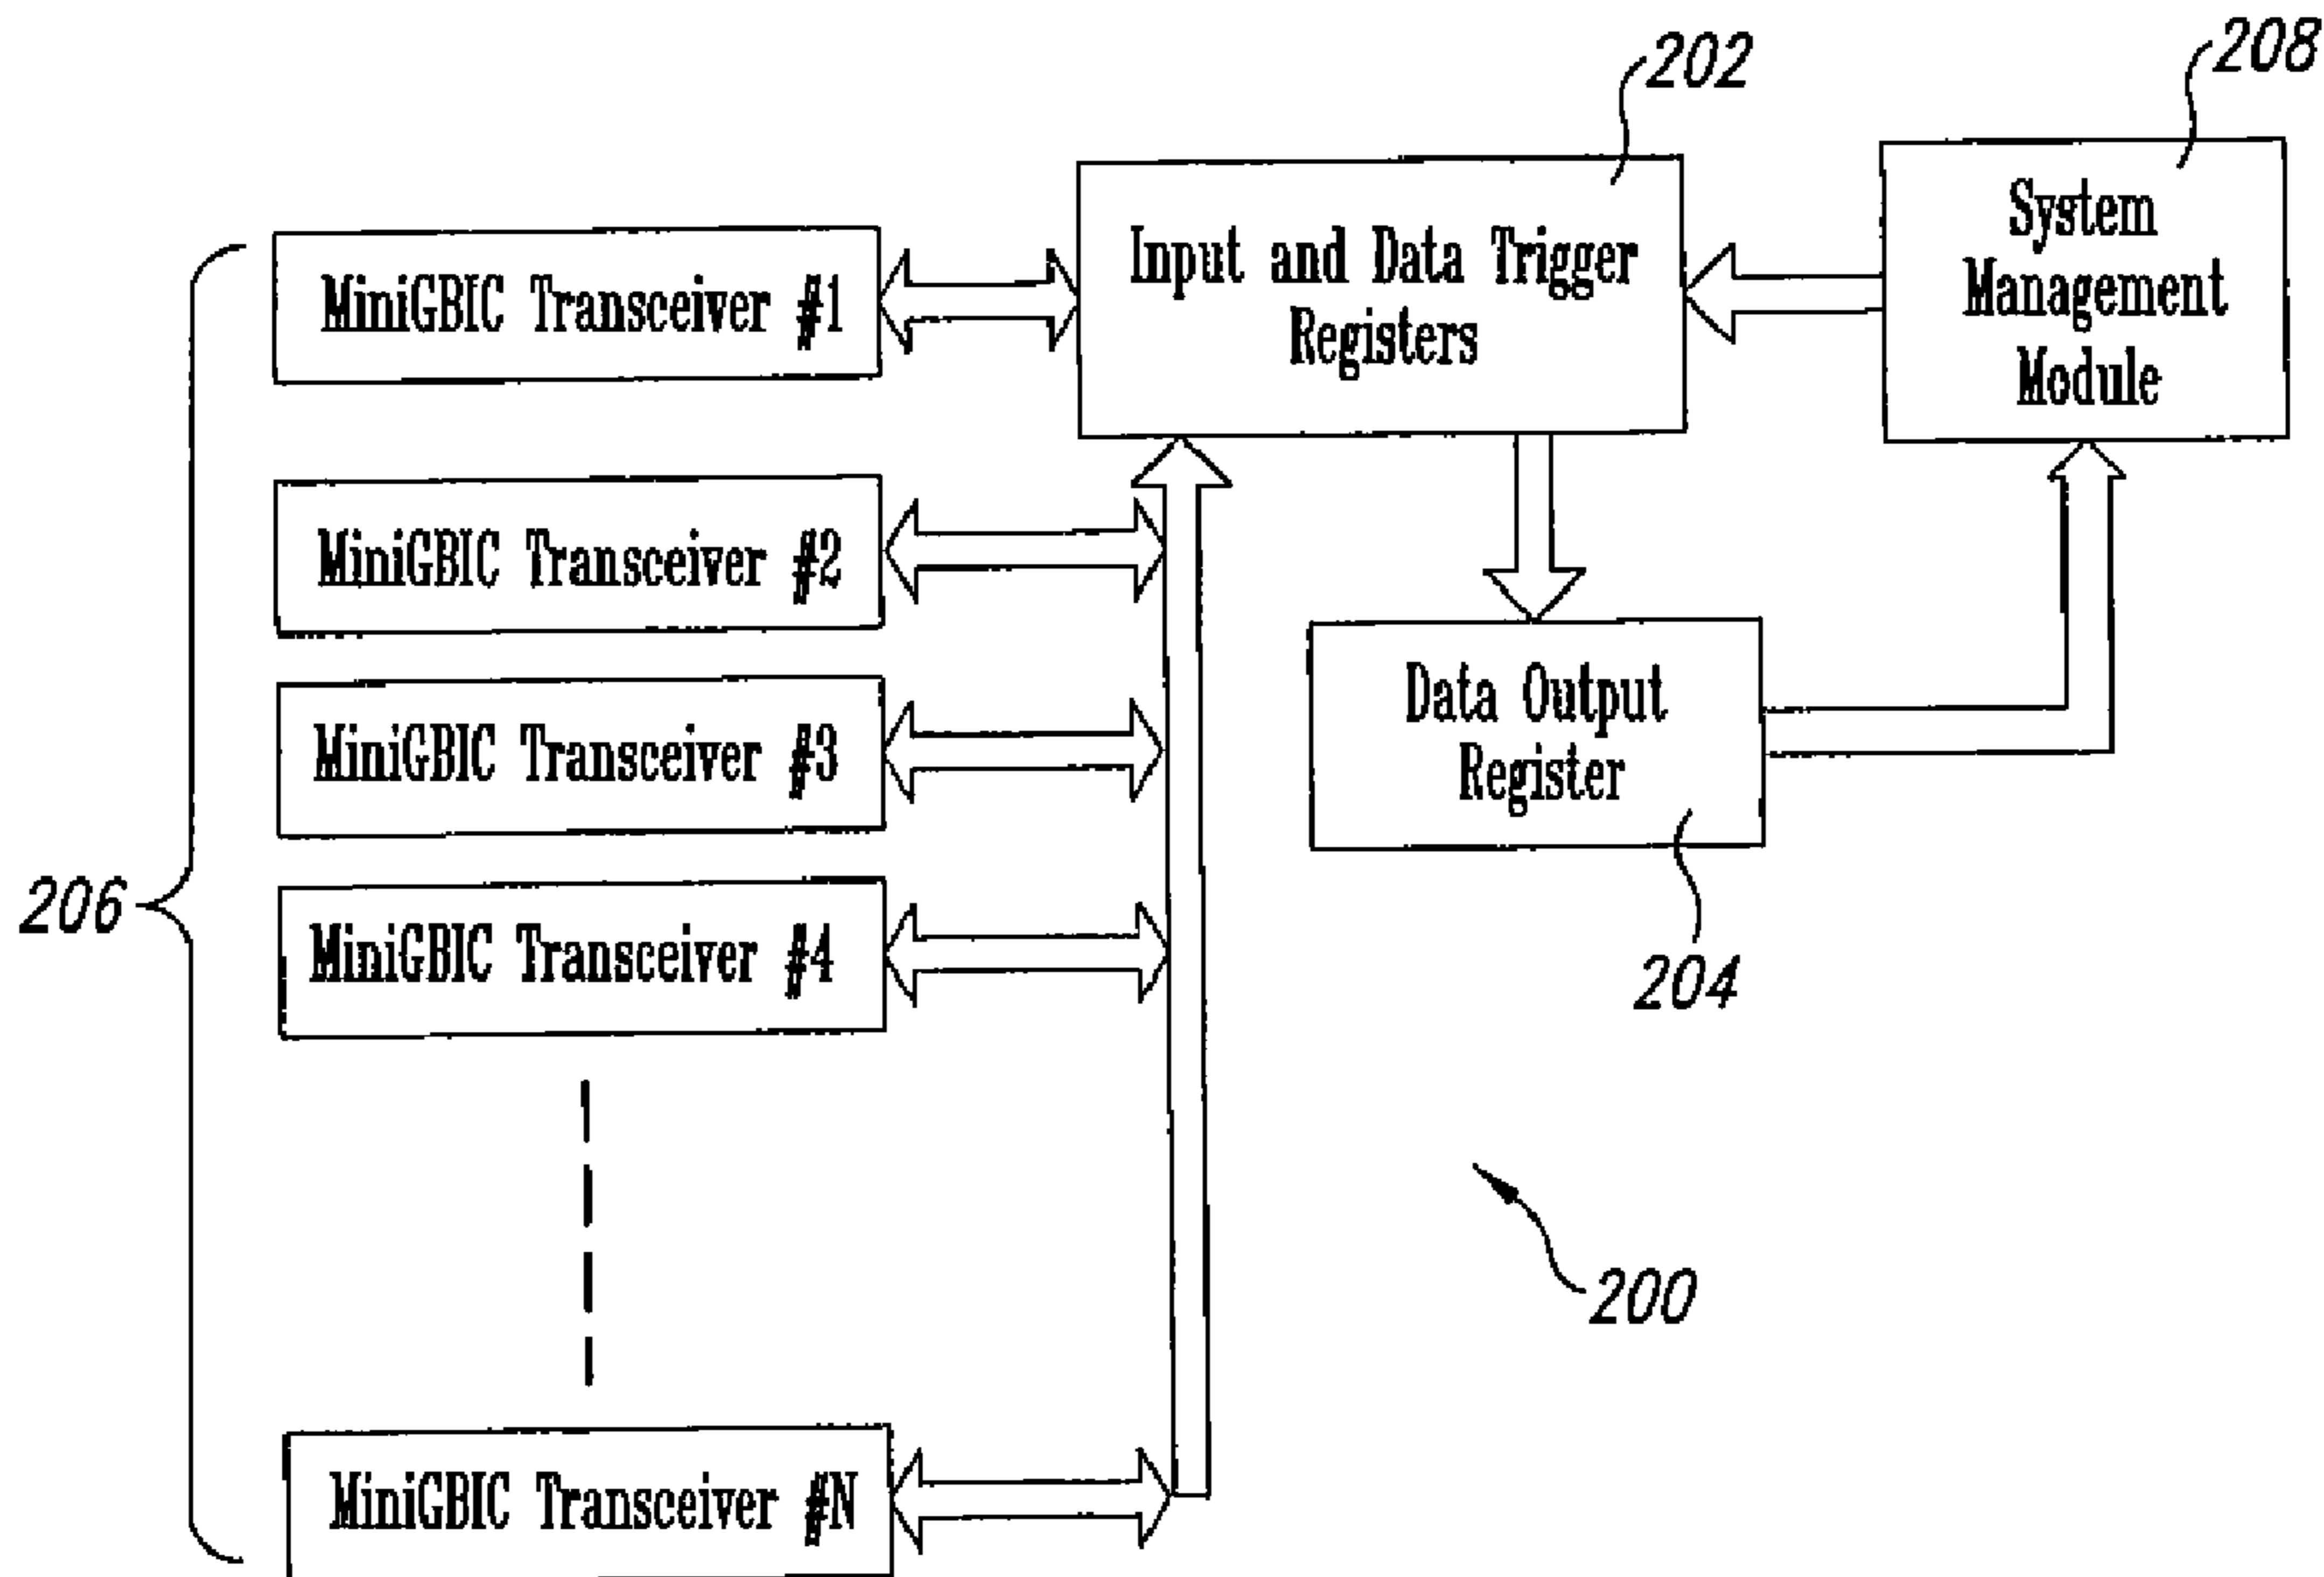 202
208
Input and Data Trigger
Registers
System
Management
Module
MiniGBIC Transceiver #1
MiniGBIC Transceiver #2
MiniGBIC Transceiver #3
Data Output
Register
206
MiniGBIC Transceiver #4
204
200
MiniGBIC Transceiver #N